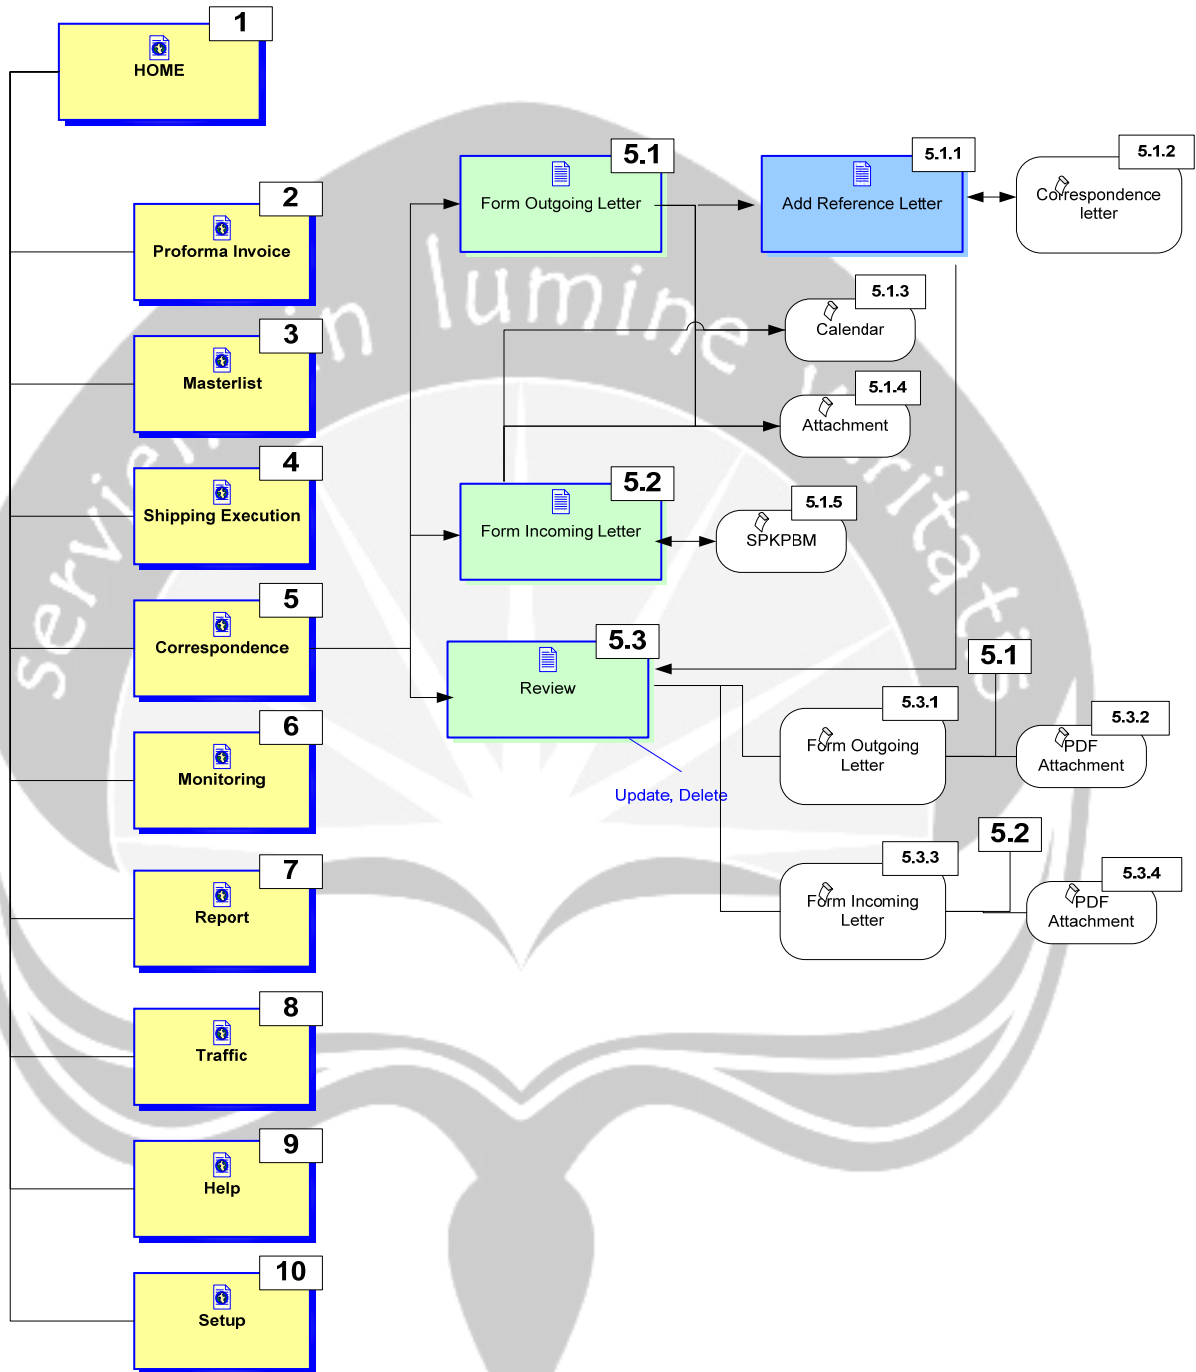 1
HOME
2
Proforma Invoice
3
Masterlist
4
Shipping Execution
5
Correspondence
6
Monitoring
7
Report
8
Traffic
9
Help
10
Setup
5.1
Form Outgoing Letter
5.1.1
Add Reference Letter
5.1.2
Correspondence
letter
5.1.3
Calendar
5.1.4
Attachment
5.2
Form Incoming Letter
5.1.5
SPKPBM
5.3
Review
Update, Delete
5.1
5.3.1
Form Outgoing
Letter
5.3.2
PDF
Attachment
5.2
5.3.3
Form Incoming
Letter
5.3.4
PDF
Attachment
serviens in lumine veritatis